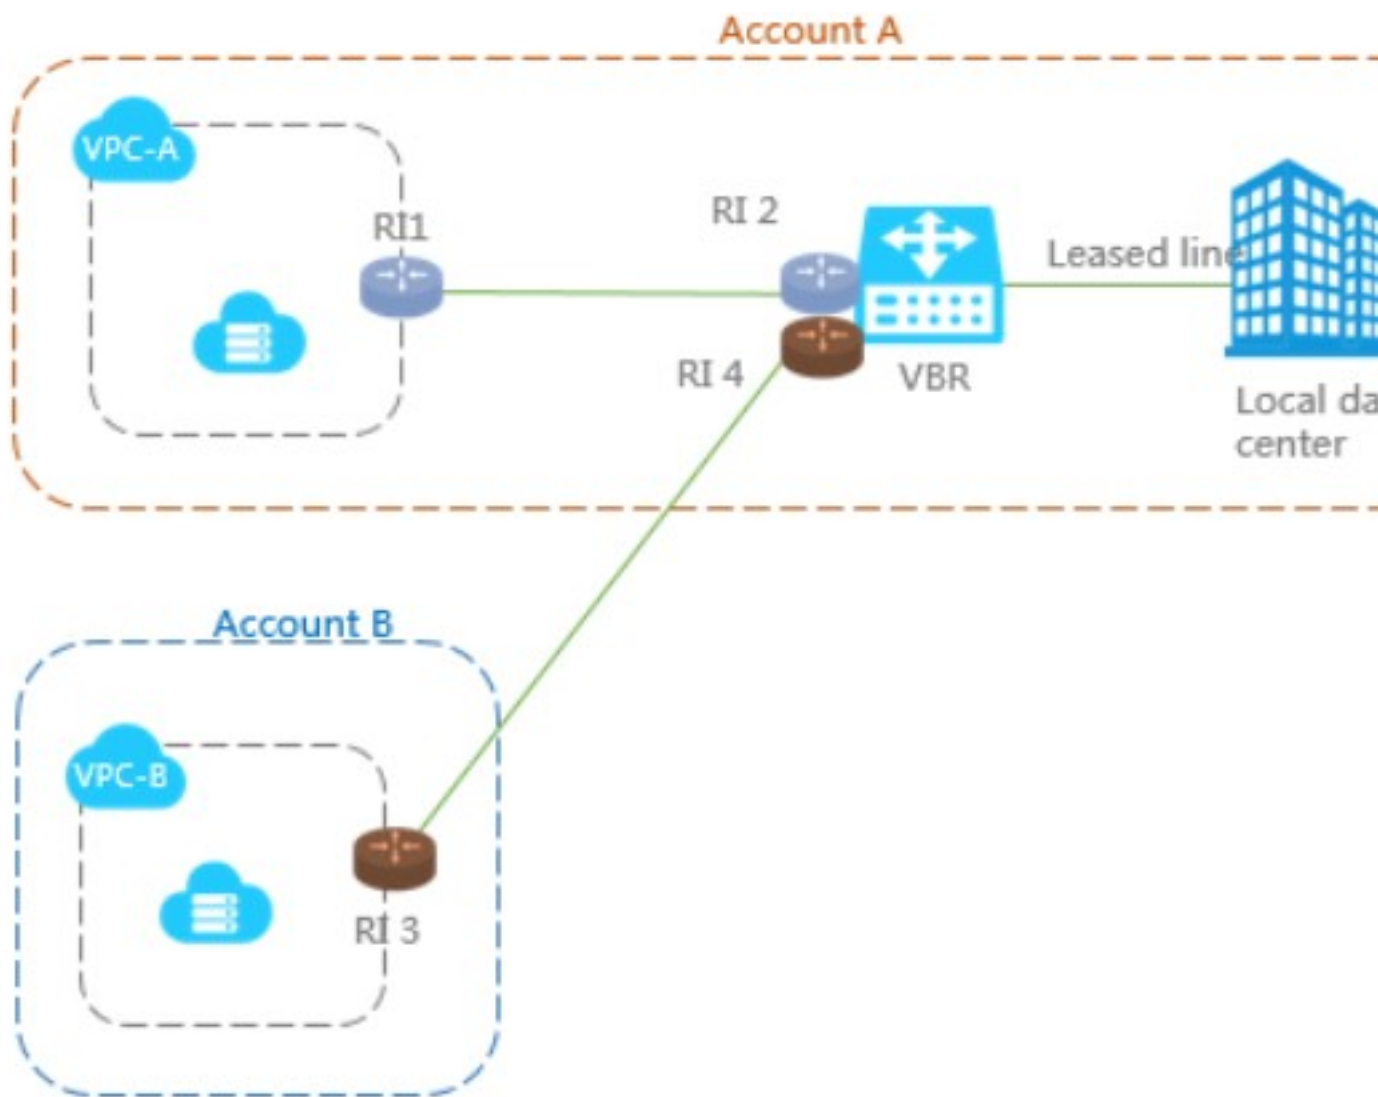 Account A
VPC-A
RI1
RI 2
Leased line
RI 4
VBR
Local da
center
Account B
VPC-B
RI 3